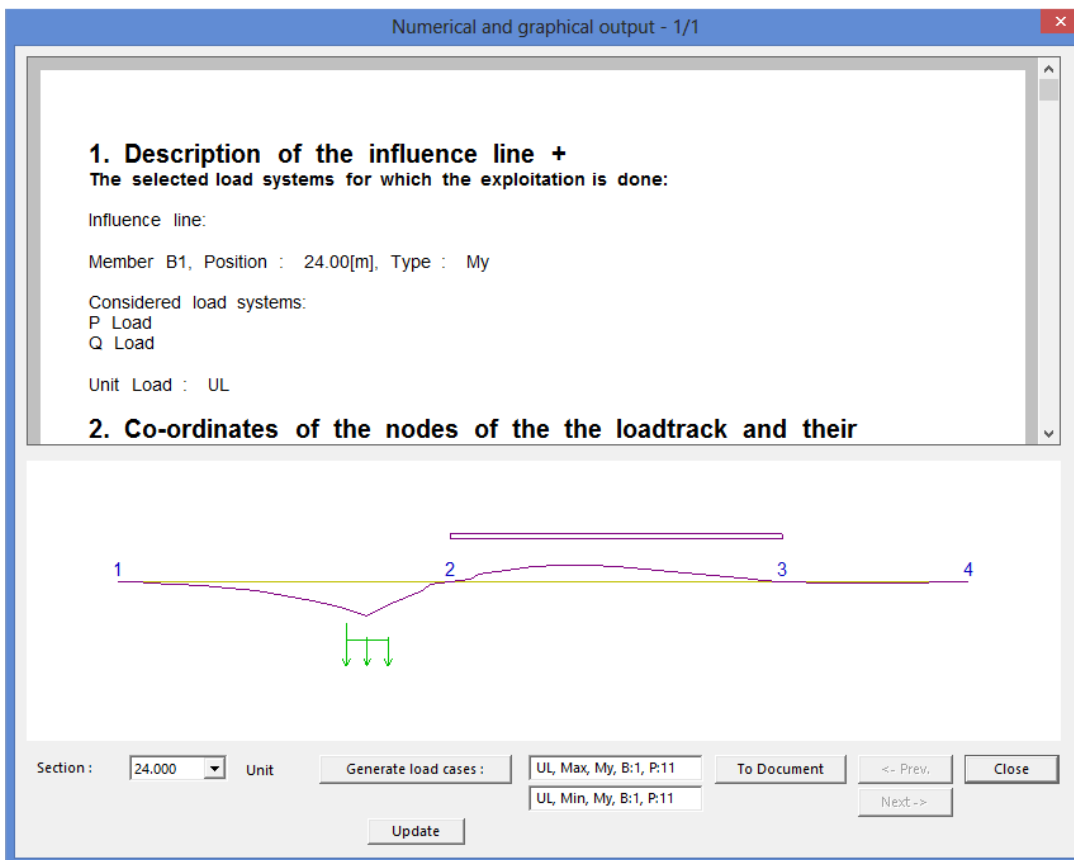 Numerical and graphical output - 1/1
1. Description of the influence line +
The selected load systems for which the exploitation is done:
Influence line:
Member B1, Position : 24.00[m], Type : My
Considered load systems:
P Load
Q Load
Unit Load : UL
2. Co-ordinates of the nodes of the the loadtrack and their
1 2 3 4
Section : 24.000 Unit Generate load cases : UL, Max, My, B:1, P:11 To Document <- Prev. Close
UL, Min, My, B:1, P:11 Next ->
Update